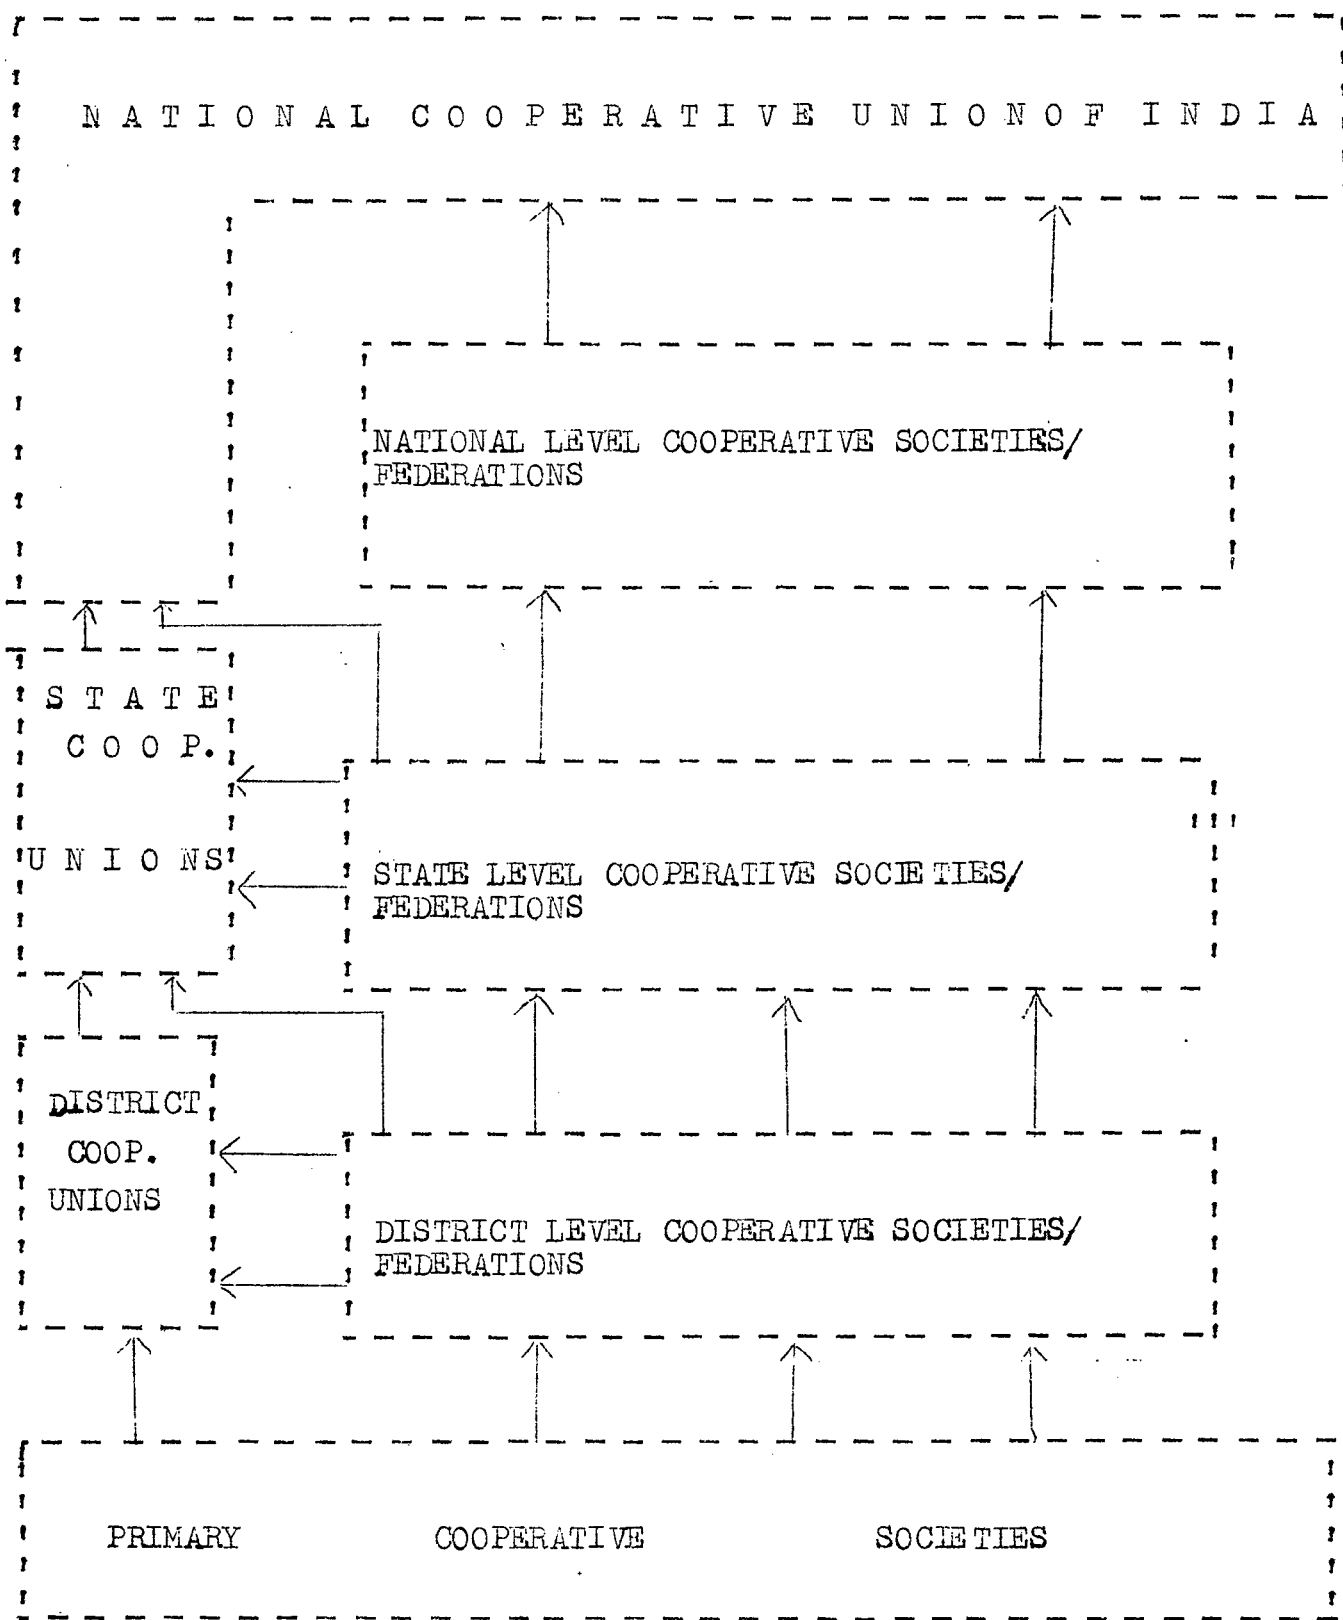 NATIONAL COOPERATIVE UNIONOF INDIA
NATIONAL LEVEL COOPERATIVE SOCIETIES/
FEDERATIONS
STATE
COOP.
UNIONS
STATE LEVEL COOPERATIVE SOCIETIES/
FEDERATIONS
DISTRICT
COOP.
UNIONS
DISTRICT LEVEL COOPERATIVE SOCIETIES/
FEDERATIONS
PRIMARY COOPERATIVE SOCIETIES